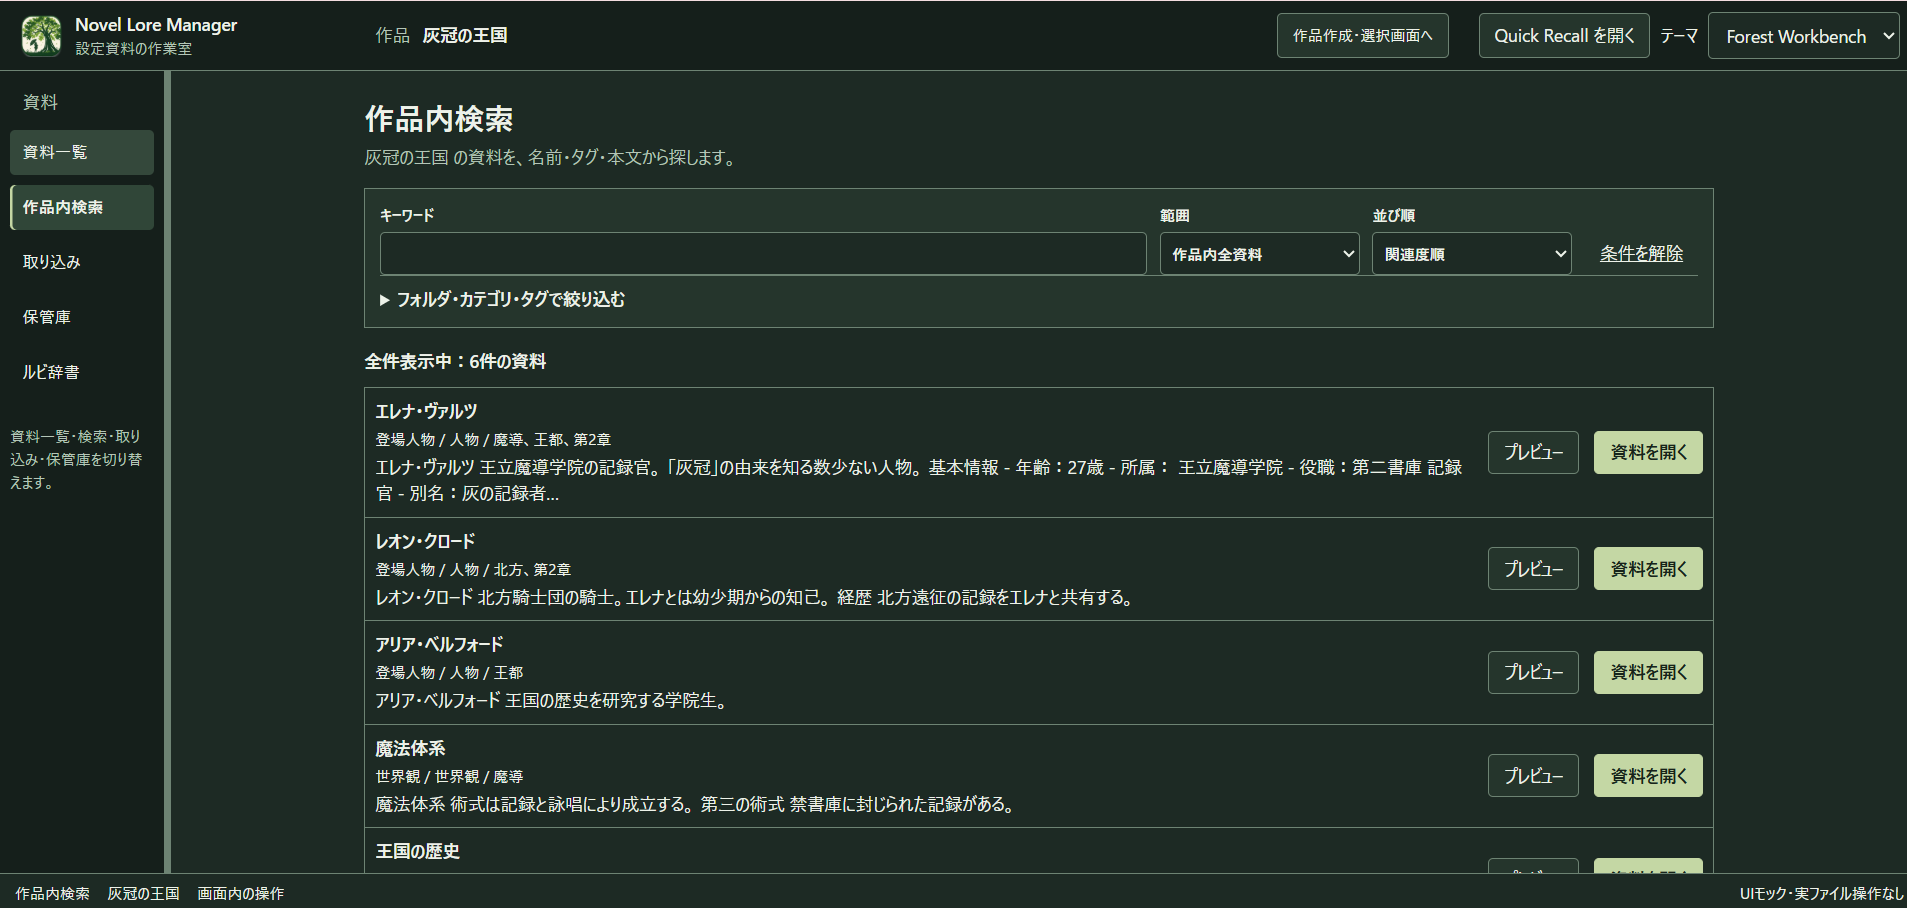 Novel Lore Manager
設定資料の作業室
作品 灰冠の王国
作品作成・選択画面へ
Quick Recall を開く
テーマ
Forest Workbench
資料
資料一覧
作品内検索
取り込み
保管庫
ルビ辞書
資料一覧・検索・取り
込み・保管庫を切り替
えます。
作品内検索
灰冠の王国 の資料を、名前・タグ・本文から探します。
キーワード
範囲
並び順
作品内全資料
関連度順
条件を解除
▶ フォルダ・カテゴリ・タグで絞り込む
全件表示中：6件の資料
エレナ・ヴァルツ
登場人物 / 人物 / 魔導、王都、第2章
エレナ・ヴァルツ 王立魔導学院の記録官。「灰冠」の由来を知る数少ない人物。 基本情報 - 年齢：27歳 - 所属： 王立魔導学院 - 役職：第二書庫 記録
官 - 別名：灰の記録者...
プレビュー
資料を開く
レオン・クロード
登場人物 / 人物 / 北方、第2章
レオン・クロード 北方騎士団の騎士。エレナとは幼少期からの知己。 経歴 北方遠征の記録をエレナと共有する。
プレビュー
資料を開く
アリア・ベルフォード
登場人物 / 人物 / 王都
アリア・ベルフォード 王国の歴史を研究する学院生。
プレビュー
資料を開く
魔法体系
世界観 / 世界観 / 魔導
魔法体系 術式は記録と詠唱により成立する。 第三の術式 禁書庫に封じられた記録がある。
プレビュー
資料を開く
王国の歴史
作品内検索
灰冠の王国
画面内の操作
UIモック・実ファイル操作なし